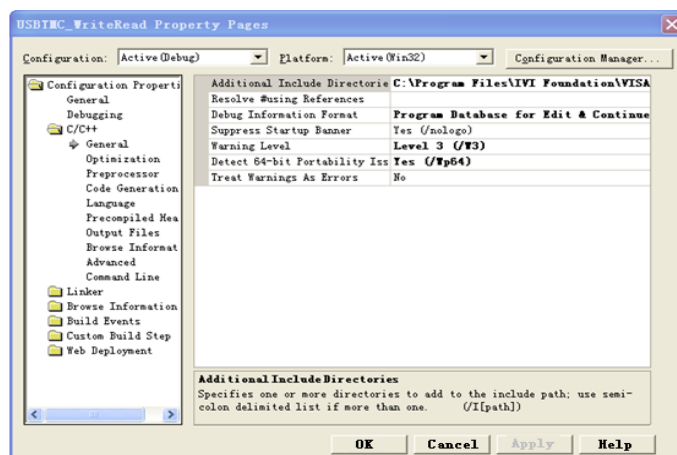 USBTMC_WriteRead Property Pages
Configuration: Active(Debug) Platform: Active(Win32) Configuration Manager...
Configuration Properti
General
Debugging
C/C++
General
Optimization
Preprocessor
Code Generation
Language
Precompiled Hea
Output Files
Browse Informat
Advanced
Command Line
Linker
Browse Information
Build Events
Custom Build Step
Web Deployment
Additional Include Directorie C:\Program Files\IVI Foundation\VISA
Resolve #using References
Debug Information Format Program Database for Edit & Continue
Suppress Startup Banner Yes (/nologo)
Warning Level Level 3 (/W3)
Detect 64-bit Portability Iss Yes (/Wp64)
Treat Warnings As Errors No
Additional Include Directories
Specifies one or more directories to add to the include path; use semi-
colon delimited list if more than one. (/I[path])
OK Cancel Apply Help